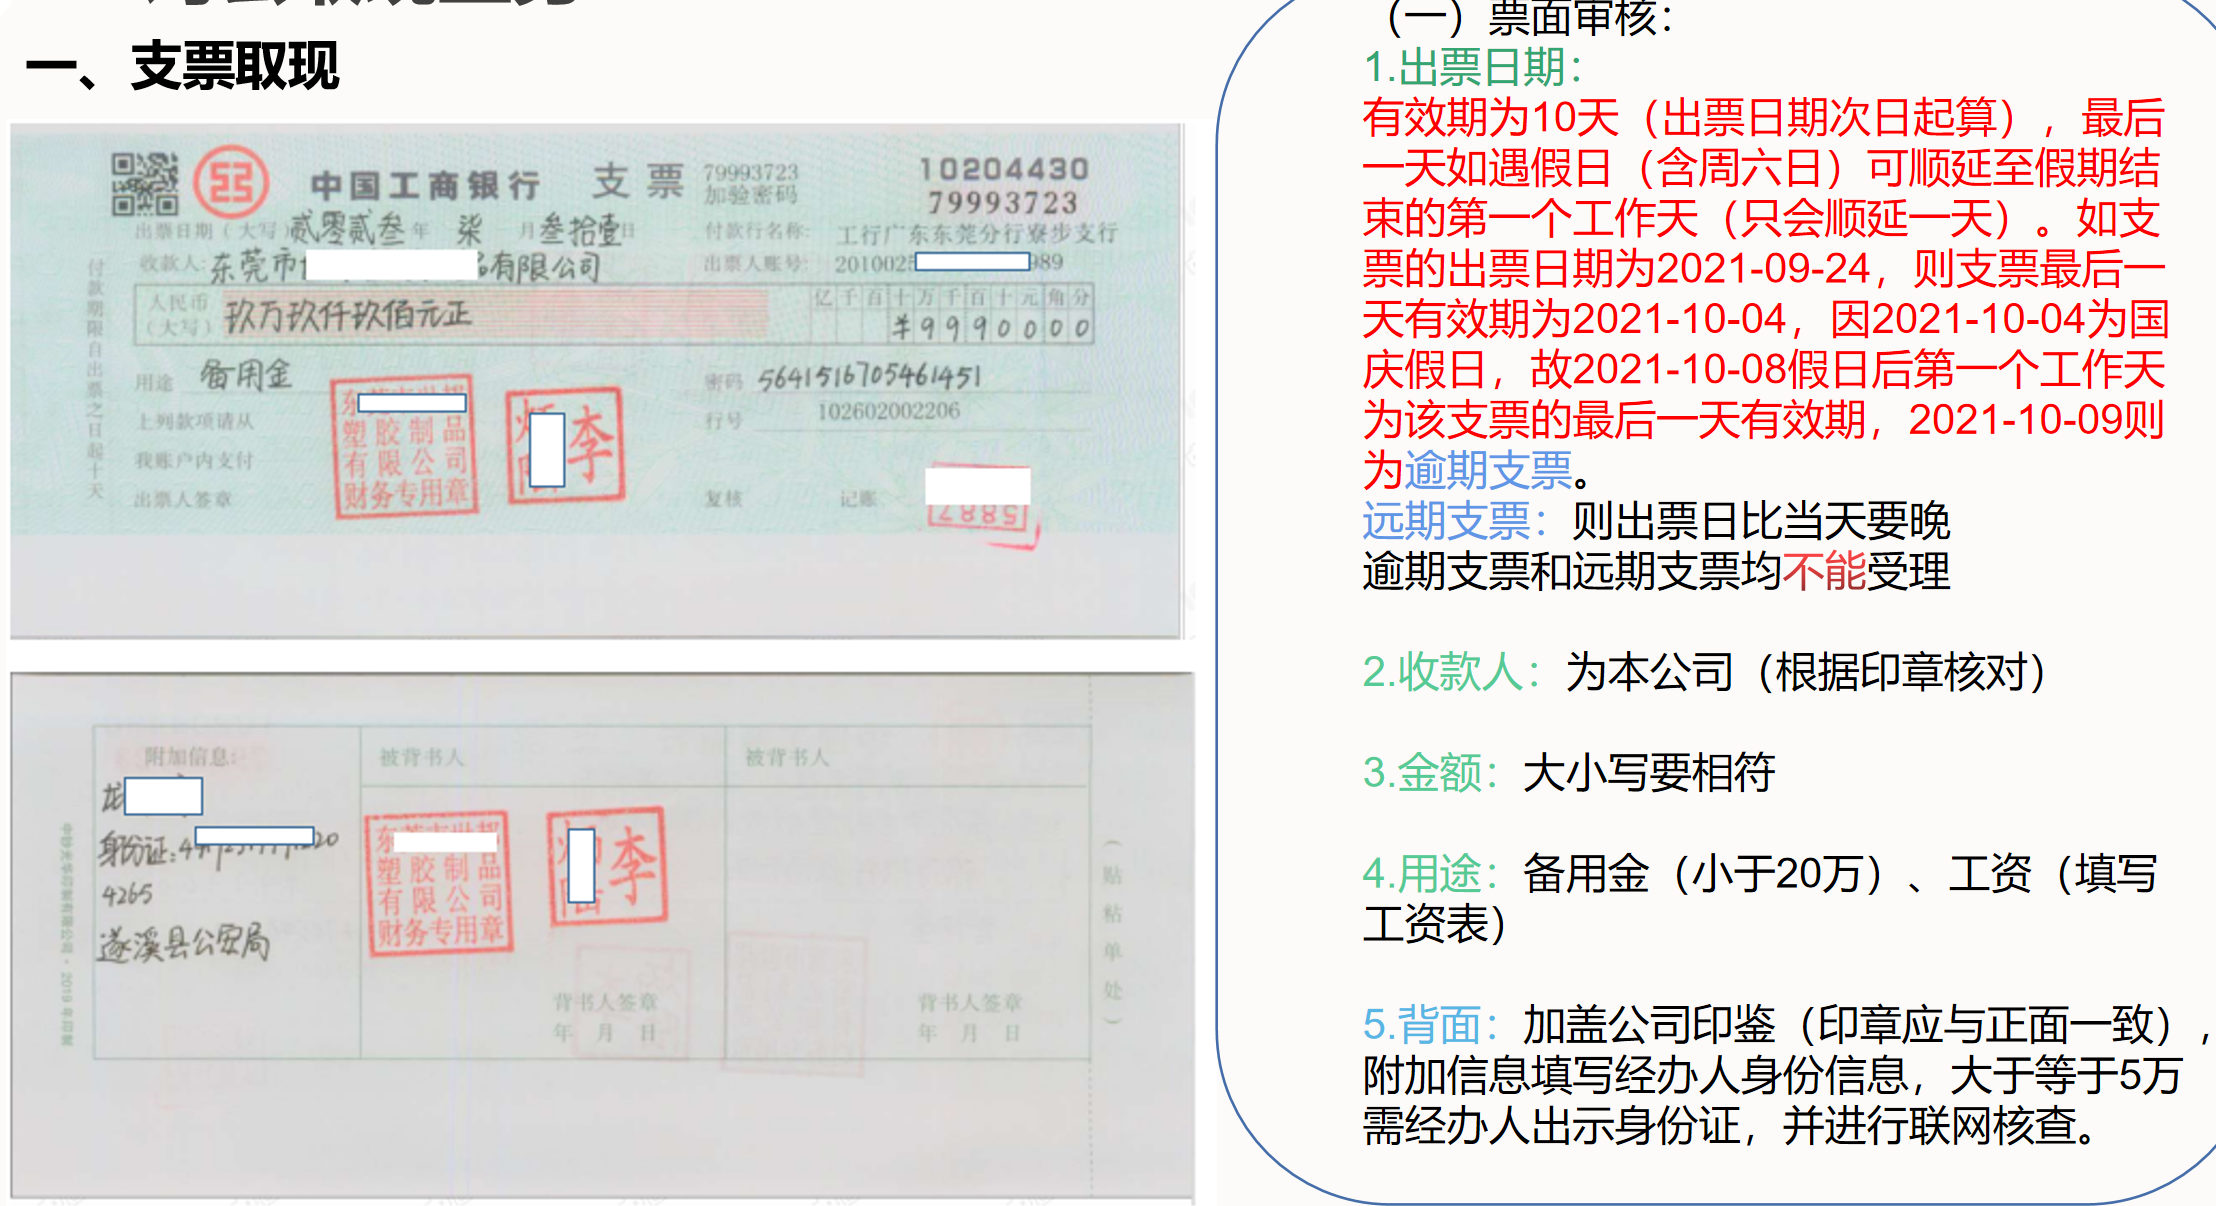 一、支票取现
中国工商银行 支票
79993723
加验密码
10204430
79993723
出票日期（大写） 贰零贰叁 年 柒 月 叁拾壹 日
付款行名称： 工行广东东莞分行寮步支行
收款人： 东莞市 品有限公司
出票人账号： 201002 989
人民币
（大写）
玖万玖仟玖佰元正
亿千百十万千百十元角分
¥9990000
用途 备用金
密码 5641516705461451
上列款项请从
行号 102602002206
我账户内支付
出票人签章
复核 记账
付款期限自出票之日起十天
东
塑胶制品
有限公司
财务专用章
李
5887
附加信息：
被背书人
被背书人
龙
身份证:44 20
4265
遂溪县公安局
东
塑胶制品
有限公司
财务专用章
李
背书人签章
年 月 日
背书人签章
年 月 日
（贴粘单处）
（一）票面审核：
1.出票日期：
有效期为10天（出票日期次日起算），最后
一天如遇假日（含周六日）可顺延至假期结
束的第一个工作天（只会顺延一天）。如支
票的出票日期为2021-09-24，则支票最后一
天有效期为2021-10-04，因2021-10-04为国
庆假日，故2021-10-08假日后第一个工作天
为该支票的最后一天有效期，2021-10-09则
为逾期支票。
远期支票：则出票日比当天要晚
逾期支票和远期支票均不能受理
2.收款人：为本公司（根据印章核对）
3.金额：大小写要相符
4.用途：备用金（小于20万）、工资（填写
工资表）
5.背面：加盖公司印鉴（印章应与正面一致），
附加信息填写经办人身份信息，大于等于5万
需经办人出示身份证，并进行联网核查。